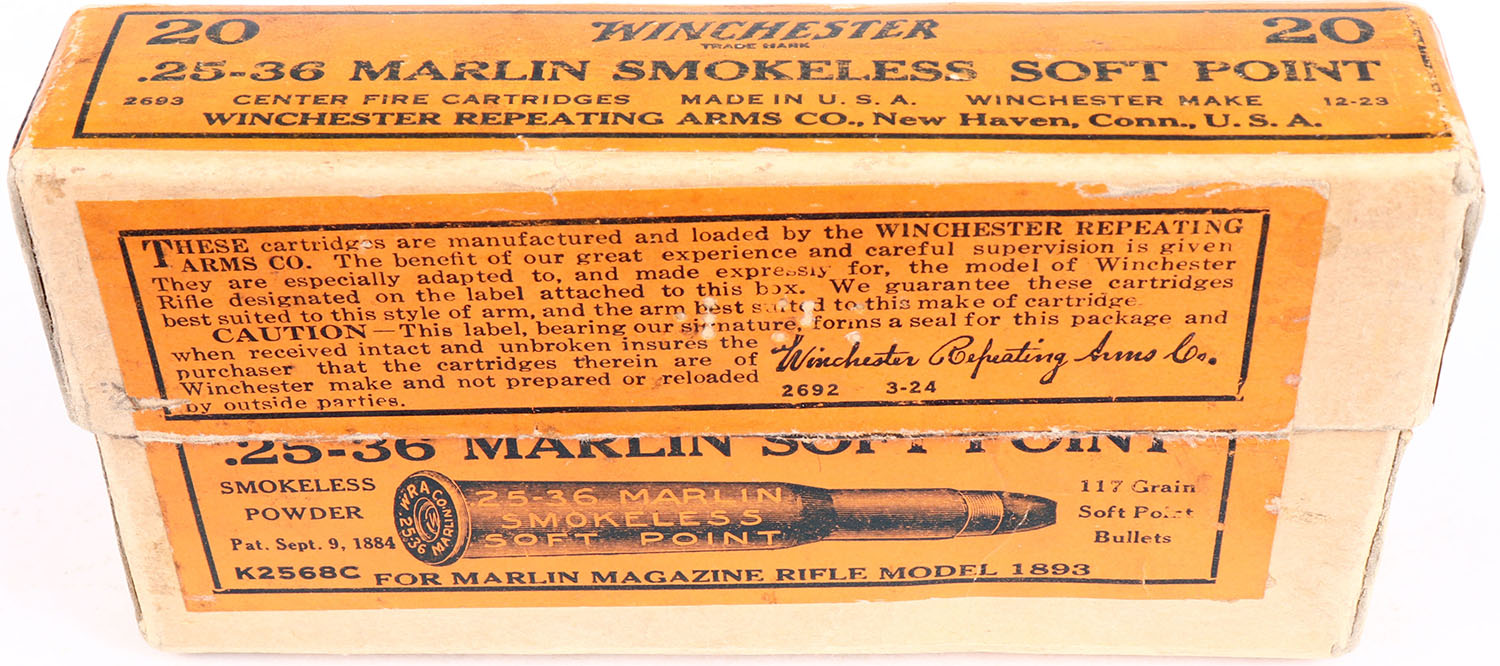 20 WINCHESTER 20
TRADE MARK
.25-36 MARLIN SMOKELESS SOFT POINT
2693 CENTER FIRE CARTRIDGES MADE IN U. S. A. WINCHESTER MAKE 12-23
WINCHESTER REPEATING ARMS CO., New Haven, Conn., U. S. A.
THESE cartridges are manufactured and loaded by the WINCHESTER REPEATING
ARMS CO. The benefit of our great experience and careful supervision is given
They are especially adapted to, and made expressly for, the model of Winchester
Rifle designated on the label attached to this box. We guarantee these cartridges
best suited to this style of arm, and the arm best suited to this make of cartridge
CAUTION—This label, bearing our signature, forms a seal for this package and
when received intact and unbroken insures the
purchaser that the cartridges therein are of
Winchester make and not prepared or reloaded
by outside parties.
Winchester Repeating Arms Co.
2692 3-24
.25-36 MARLIN SOFT POINT
SMOKELESS
POWDER
Pat. Sept. 9, 1884
W.R.A.CO.
.25-36 MARLIN
25-36 MARLIN
SMOKELESS
SOFT POINT
117 Grain
Soft Point
Bullets
K2568C FOR MARLIN MAGAZINE RIFLE MODEL 1893